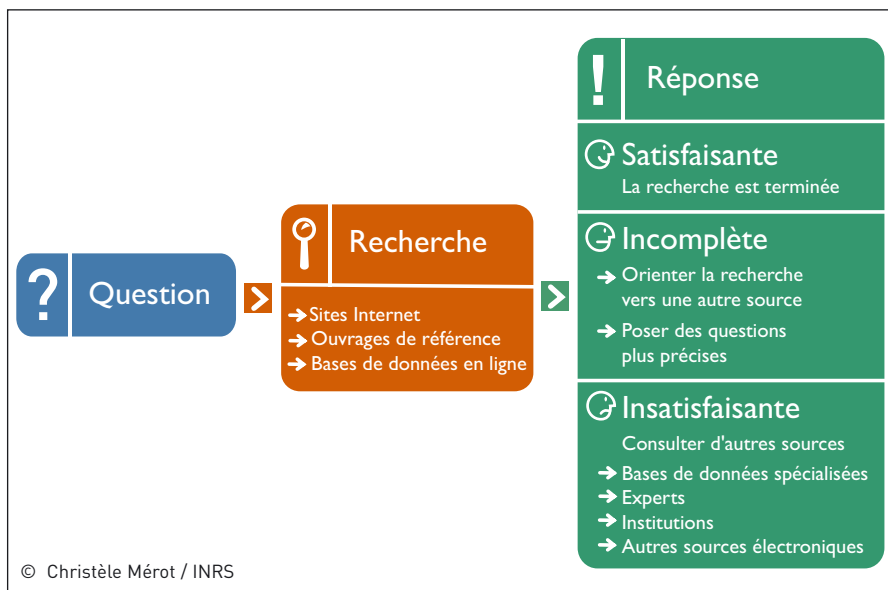 ?
Question
Recherche
→ Sites Internet
→ Ouvrages de référence
→ Bases de données en ligne
!
Réponse
Satisfaisante
La recherche est terminée
Incomplète
→ Orienter la recherche
vers une autre source
→ Poser des questions
plus précises
Insatisfaisante
Consulter d'autres sources
→ Bases de données spécialisées
→ Experts
→ Institutions
→ Autres sources électroniques
© Christèle Mérot / INRS